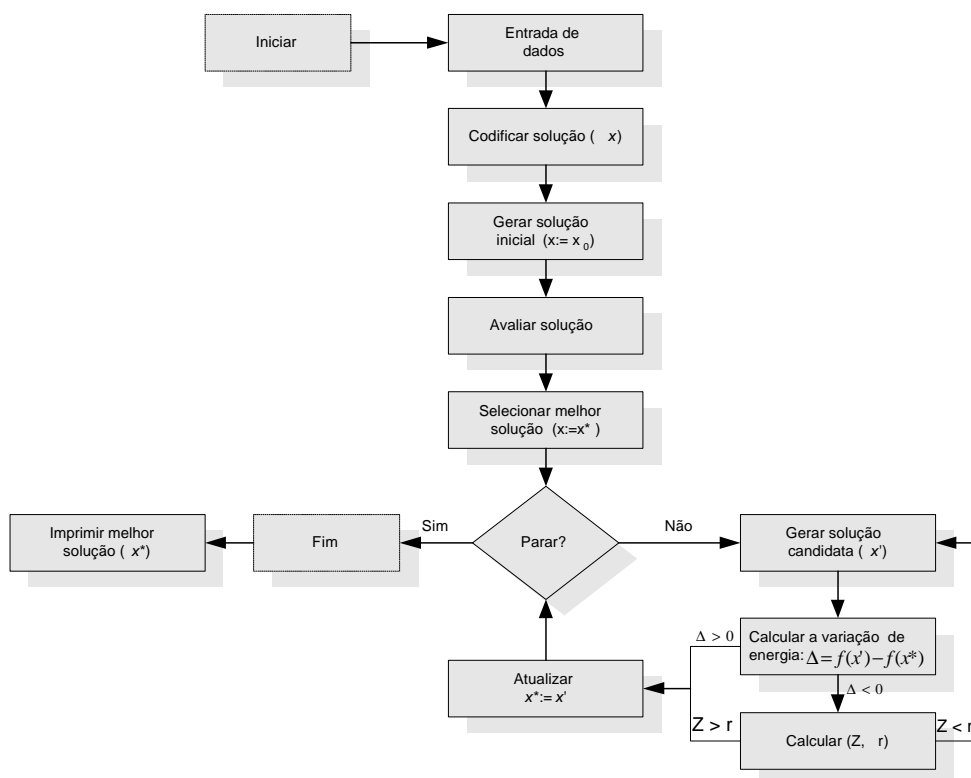 Iniciar
Entrada de
dados
Codificar solução ( x)
Gerar solução
inicial (x:= x₀)
Avaliar solução
Selecionar melhor
solução (x:=x* )
Imprimir melhor
solução ( x*)
Fim
Sim
Parar?
Não
Gerar solução
candidata ( x')
Δ > 0
Calcular a variação de
energia: Δ = f(x') − f(x*)
Atualizar
x*:= x'
Δ < 0
Z > r
Calcular (Z, r)
Z < r